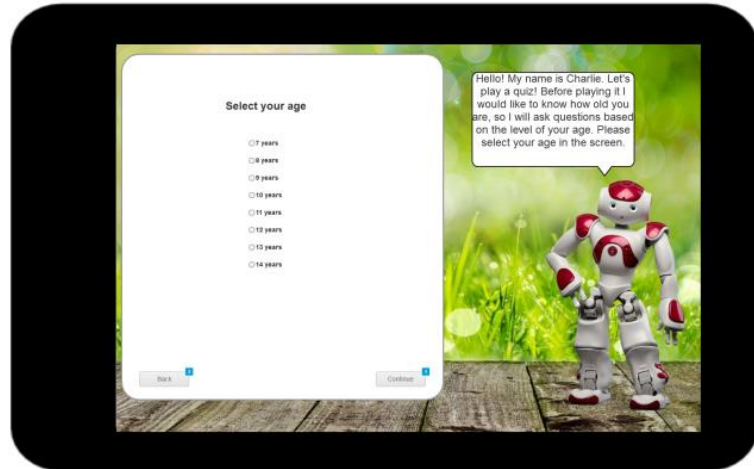 Select your age
7 years
8 years
9 years
10 years
11 years
12 years
13 years
14 years
Back
Continue
Hello! My name is Charlie. Let's
play a quiz! Before playing it I
would like to know how old you
are, so I will ask questions based
on the level of your age. Please
select your age in the screen.